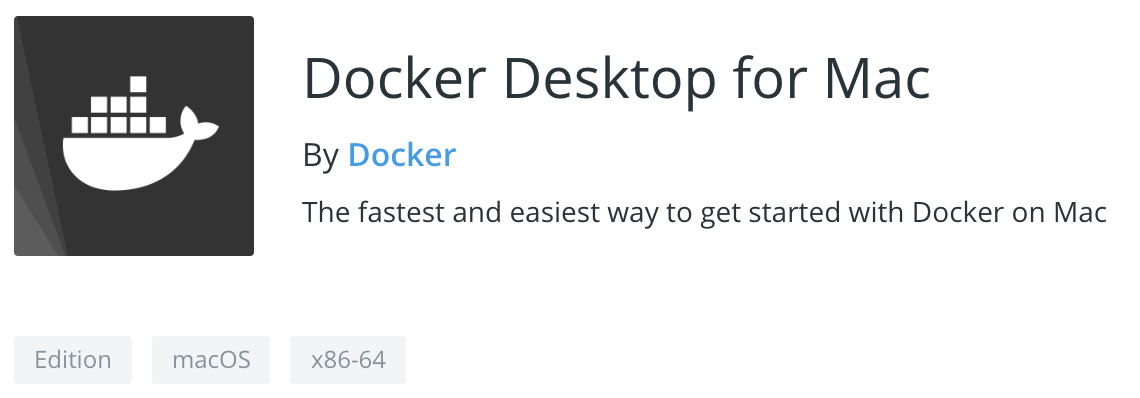 Docker Desktop for Mac
By Docker
The fastest and easiest way to get started with Docker on Mac
Edition macOS x86-64